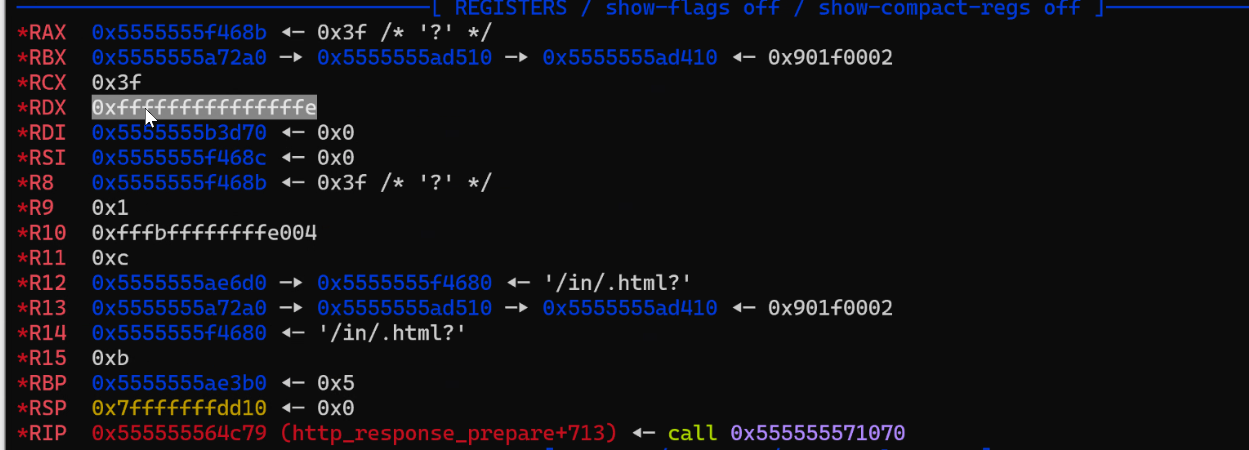 [ REGISTERS / show-flags off / show-compact-regs off ]
*RAX 0x5555555f468b ◂— 0x3f /* '?' */
*RBX 0x5555555a72a0 —▸ 0x5555555ad510 —▸ 0x5555555ad410 ◂— 0x901f0002
*RCX 0x3f
*RDX 0xfffffffffffffffe
*RDI 0x5555555b3d70 ◂— 0x0
*RSI 0x5555555f468c ◂— 0x0
*R8 0x5555555f468b ◂— 0x3f /* '?' */
*R9 0x1
*R10 0xfffbffffffffe004
*R11 0xc
*R12 0x5555555ae6d0 —▸ 0x5555555f4680 ◂— '/in/.html?'
*R13 0x5555555a72a0 —▸ 0x5555555ad510 —▸ 0x5555555ad410 ◂— 0x901f0002
*R14 0x5555555f4680 ◂— '/in/.html?'
*R15 0xb
*RBP 0x5555555ae3b0 ◂— 0x5
*RSP 0x7fffffffdd10 ◂— 0x0
*RIP 0x555555564c79 (http_response_prepare+713) ◂— call 0x555555571070